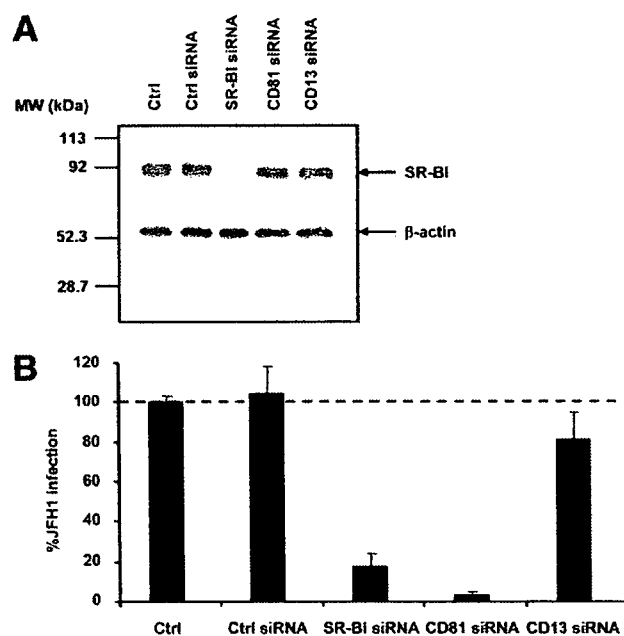 A
Ctrl
Ctrl siRNA
SR-BI siRNA
CD81 siRNA
CD13 siRNA
MW (kDa)
113
92
52.3
28.7
SR-BI
β-actin
B
%JFH1 infection
120
100
80
60
40
20
0
Ctrl
Ctrl siRNA
SR-BI siRNA
CD81 siRNA
CD13 siRNA